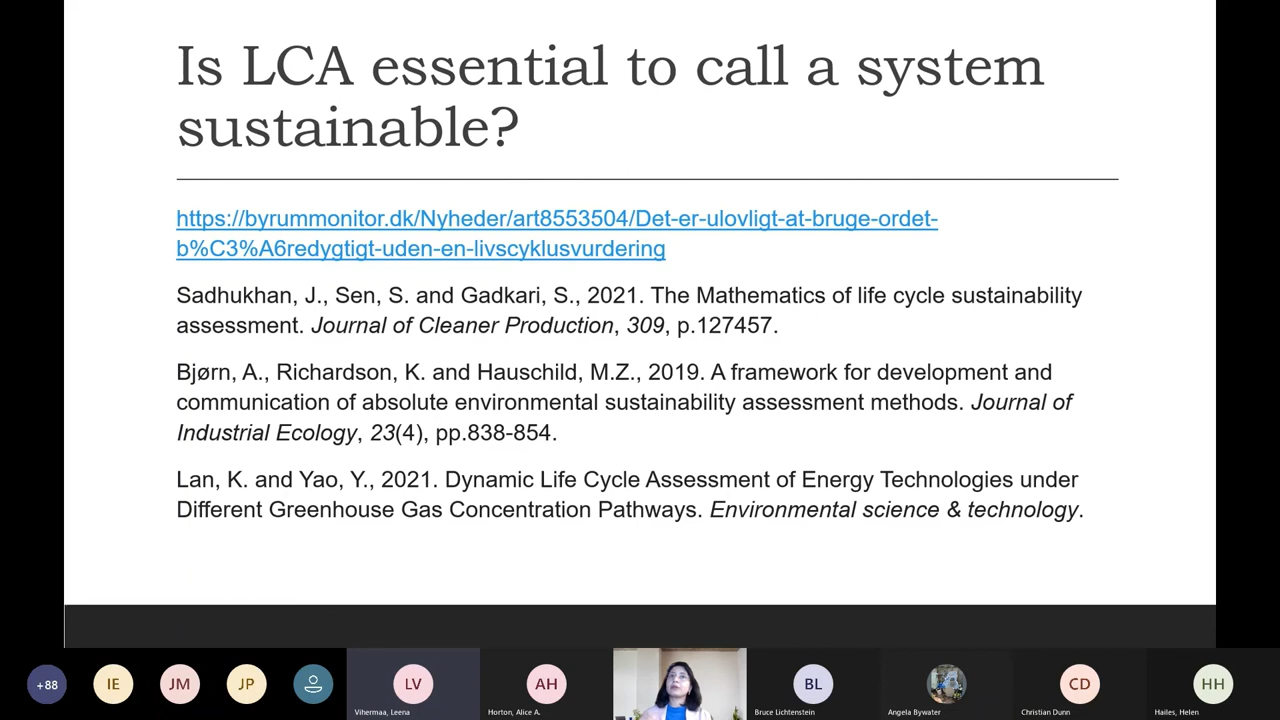 Is LCA essential to call a system
sustainable?
https://byrummonitor.dk/Nyheder/art8553504/Det-er-ulovligt-at-bruge-ordet-
b%C3%A6redygtigt-uden-en-livscyklusvurdering
Sadhukhan, J., Sen, S. and Gadkari, S., 2021. The Mathematics of life cycle sustainability
assessment. Journal of Cleaner Production, 309, p.127457.
Bjørn, A., Richardson, K. and Hauschild, M.Z., 2019. A framework for development and
communication of absolute environmental sustainability assessment methods. Journal of
Industrial Ecology, 23(4), pp.838-854.
Lan, K. and Yao, Y., 2021. Dynamic Life Cycle Assessment of Energy Technologies under
Different Greenhouse Gas Concentration Pathways. Environmental science & technology.
+88 IE JM JP LV AH BL CD HH
Vihermaa, Leena Horton, Alice A. Bruce Lichtenstein Angela Bywater Christian Dunn Hailes, Helen